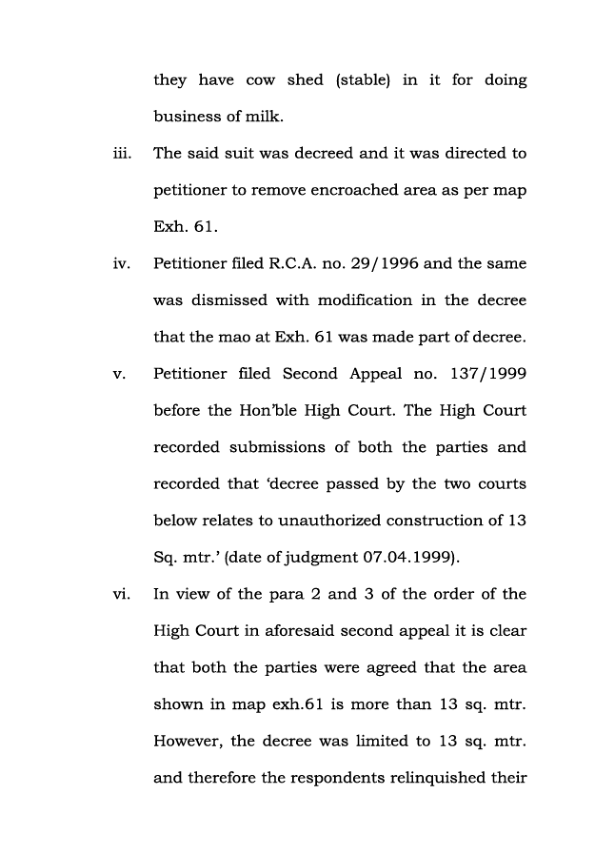 they have cow shed (stable) in it for doing
business of milk.
iii. The said suit was decreed and it was directed to
petitioner to remove encroached area as per map
Exh. 61.
iv. Petitioner filed R.C.A. no. 29/1996 and the same
was dismissed with modification in the decree
that the mao at Exh. 61 was made part of decree.
v. Petitioner filed Second Appeal no. 137/1999
before the Hon’ble High Court. The High Court
recorded submissions of both the parties and
recorded that ‘decree passed by the two courts
below relates to unauthorized construction of 13
Sq. mtr.’ (date of judgment 07.04.1999).
vi. In view of the para 2 and 3 of the order of the
High Court in aforesaid second appeal it is clear
that both the parties were agreed that the area
shown in map exh.61 is more than 13 sq. mtr.
However, the decree was limited to 13 sq. mtr.
and therefore the respondents relinquished their